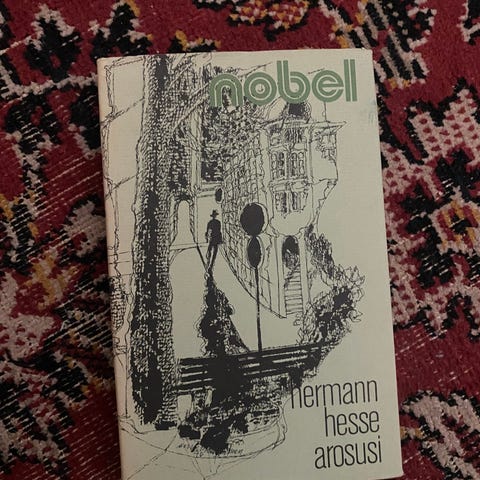 nobel
hermann
hesse
arosusi